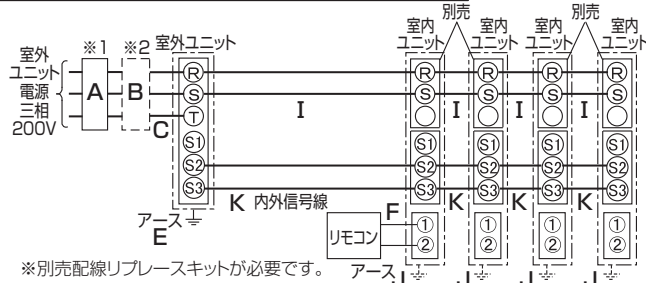 別売 別売
※1 ※2 室外ユニット 室内ユニット 室内ユニット 室内ユニット 室内ユニット
室外ユニット電源三相200V
A B C
R R R R R
S S S S S
T
I I I I
S1 S1 S1 S1 S1
S2 S2 S2 S2 S2
S3 S3 S3 S3 S3
K 内外信号線 K K K
アース
E
F
リモコン
① ① ① ①
② ② ② ②
※別売配線リプレースキットが必要です。
アース